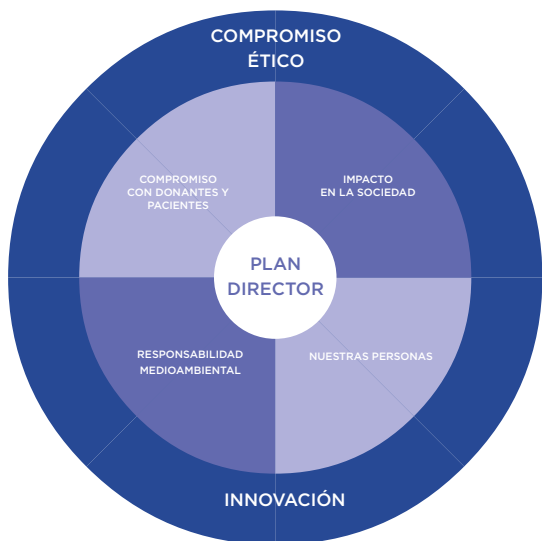 COMPROMISO
ÉTICO
COMPROMISO
CON DONANTES Y
PACIENTES
IMPACTO
EN LA SOCIEDAD
PLAN
DIRECTOR
RESPONSABILIDAD
MEDIOAMBIENTAL
NUESTRAS PERSONAS
INNOVACIÓN